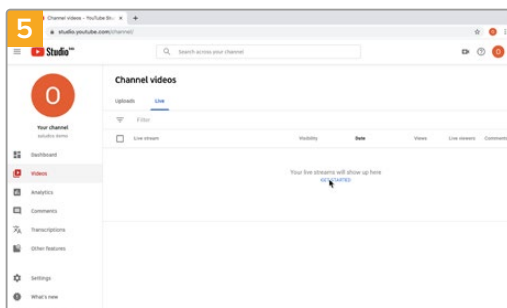 5
Channel videos - YouTube Stu
studio.youtube.com/channel/
Studio
Search across your channel
O
O
Channel videos
Uploads
Live
Filter
Live stream
Visibility
Date
Views
Live viewers
Comments
Your live streams will show up here
GET STARTED
O
Your channel
Dashboard
Videos
Analytics
Comments
Transcriptions
Other features
Settings
What's new